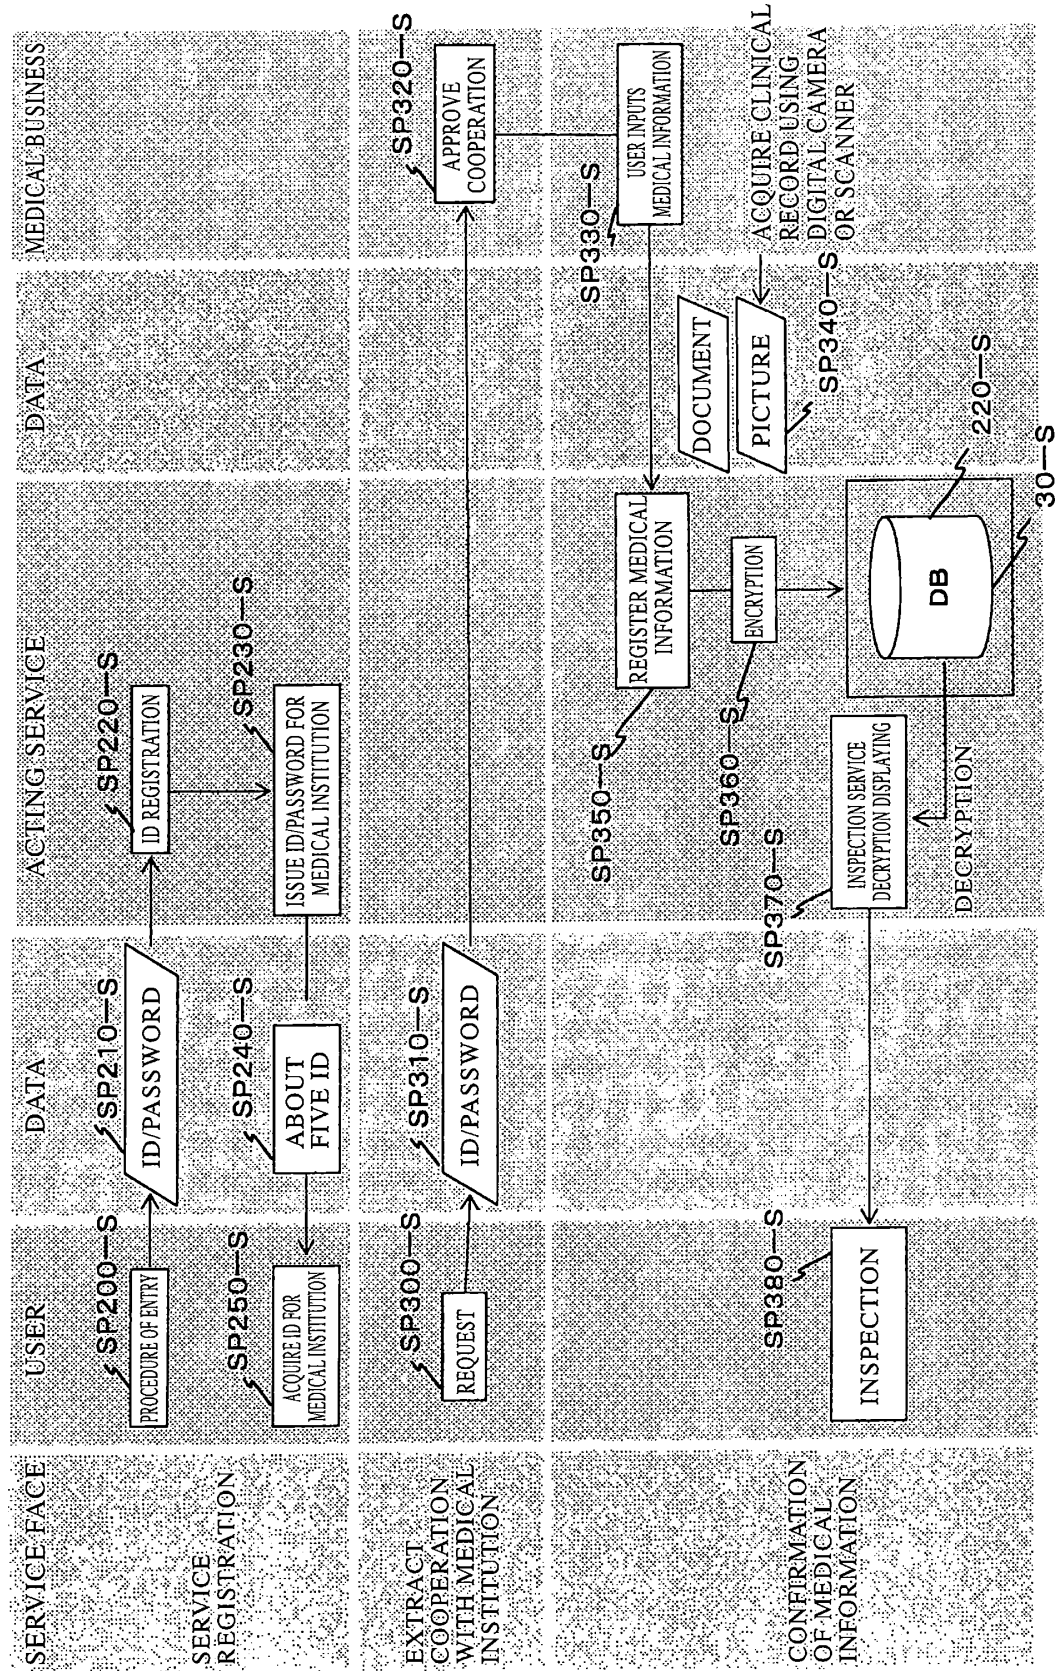 SERVICE FACE
USER
DATA
ACTING SERVICE
DATA
MEDICAL BUSINESS
SERVICE
REGISTRATION
SP200-S
PROCEDURE OF ENTRY
SP210-S
ID/PASSWORD
SP220-S
ID REGISTRATION
SP230-S
ISSUE ID/PASSWORD FOR
MEDICAL INSTITUTION
SP240-S
ABOUT
FIVE ID
SP250-S
ACQUIRE ID FOR
MEDICAL INSTITUTION
EXTRACT
COOPERATION
WITH MEDICAL
INSTITUTION
SP300-S
REQUEST
SP310-S
ID/PASSWORD
SP320-S
APPROVE
COOPERATION
CONFIRMATION
OF MEDICAL
INFORMATION
SP330-S
USER INPUTS
MEDICAL INFORMATION
ACQUIRE CLINICAL
RECORD USING
DIGITAL CAMERA
OR SCANNER
DOCUMENT
PICTURE
SP340-S
SP350-S
REGISTER MEDICAL
INFORMATION
SP360-S
ENCRYPTION
DB
220-S
30-S
DECRYPTION
SP370-S
INSPECTION SERVICE
DECRYPTION DISPLAYING
SP380-S
INSPECTION